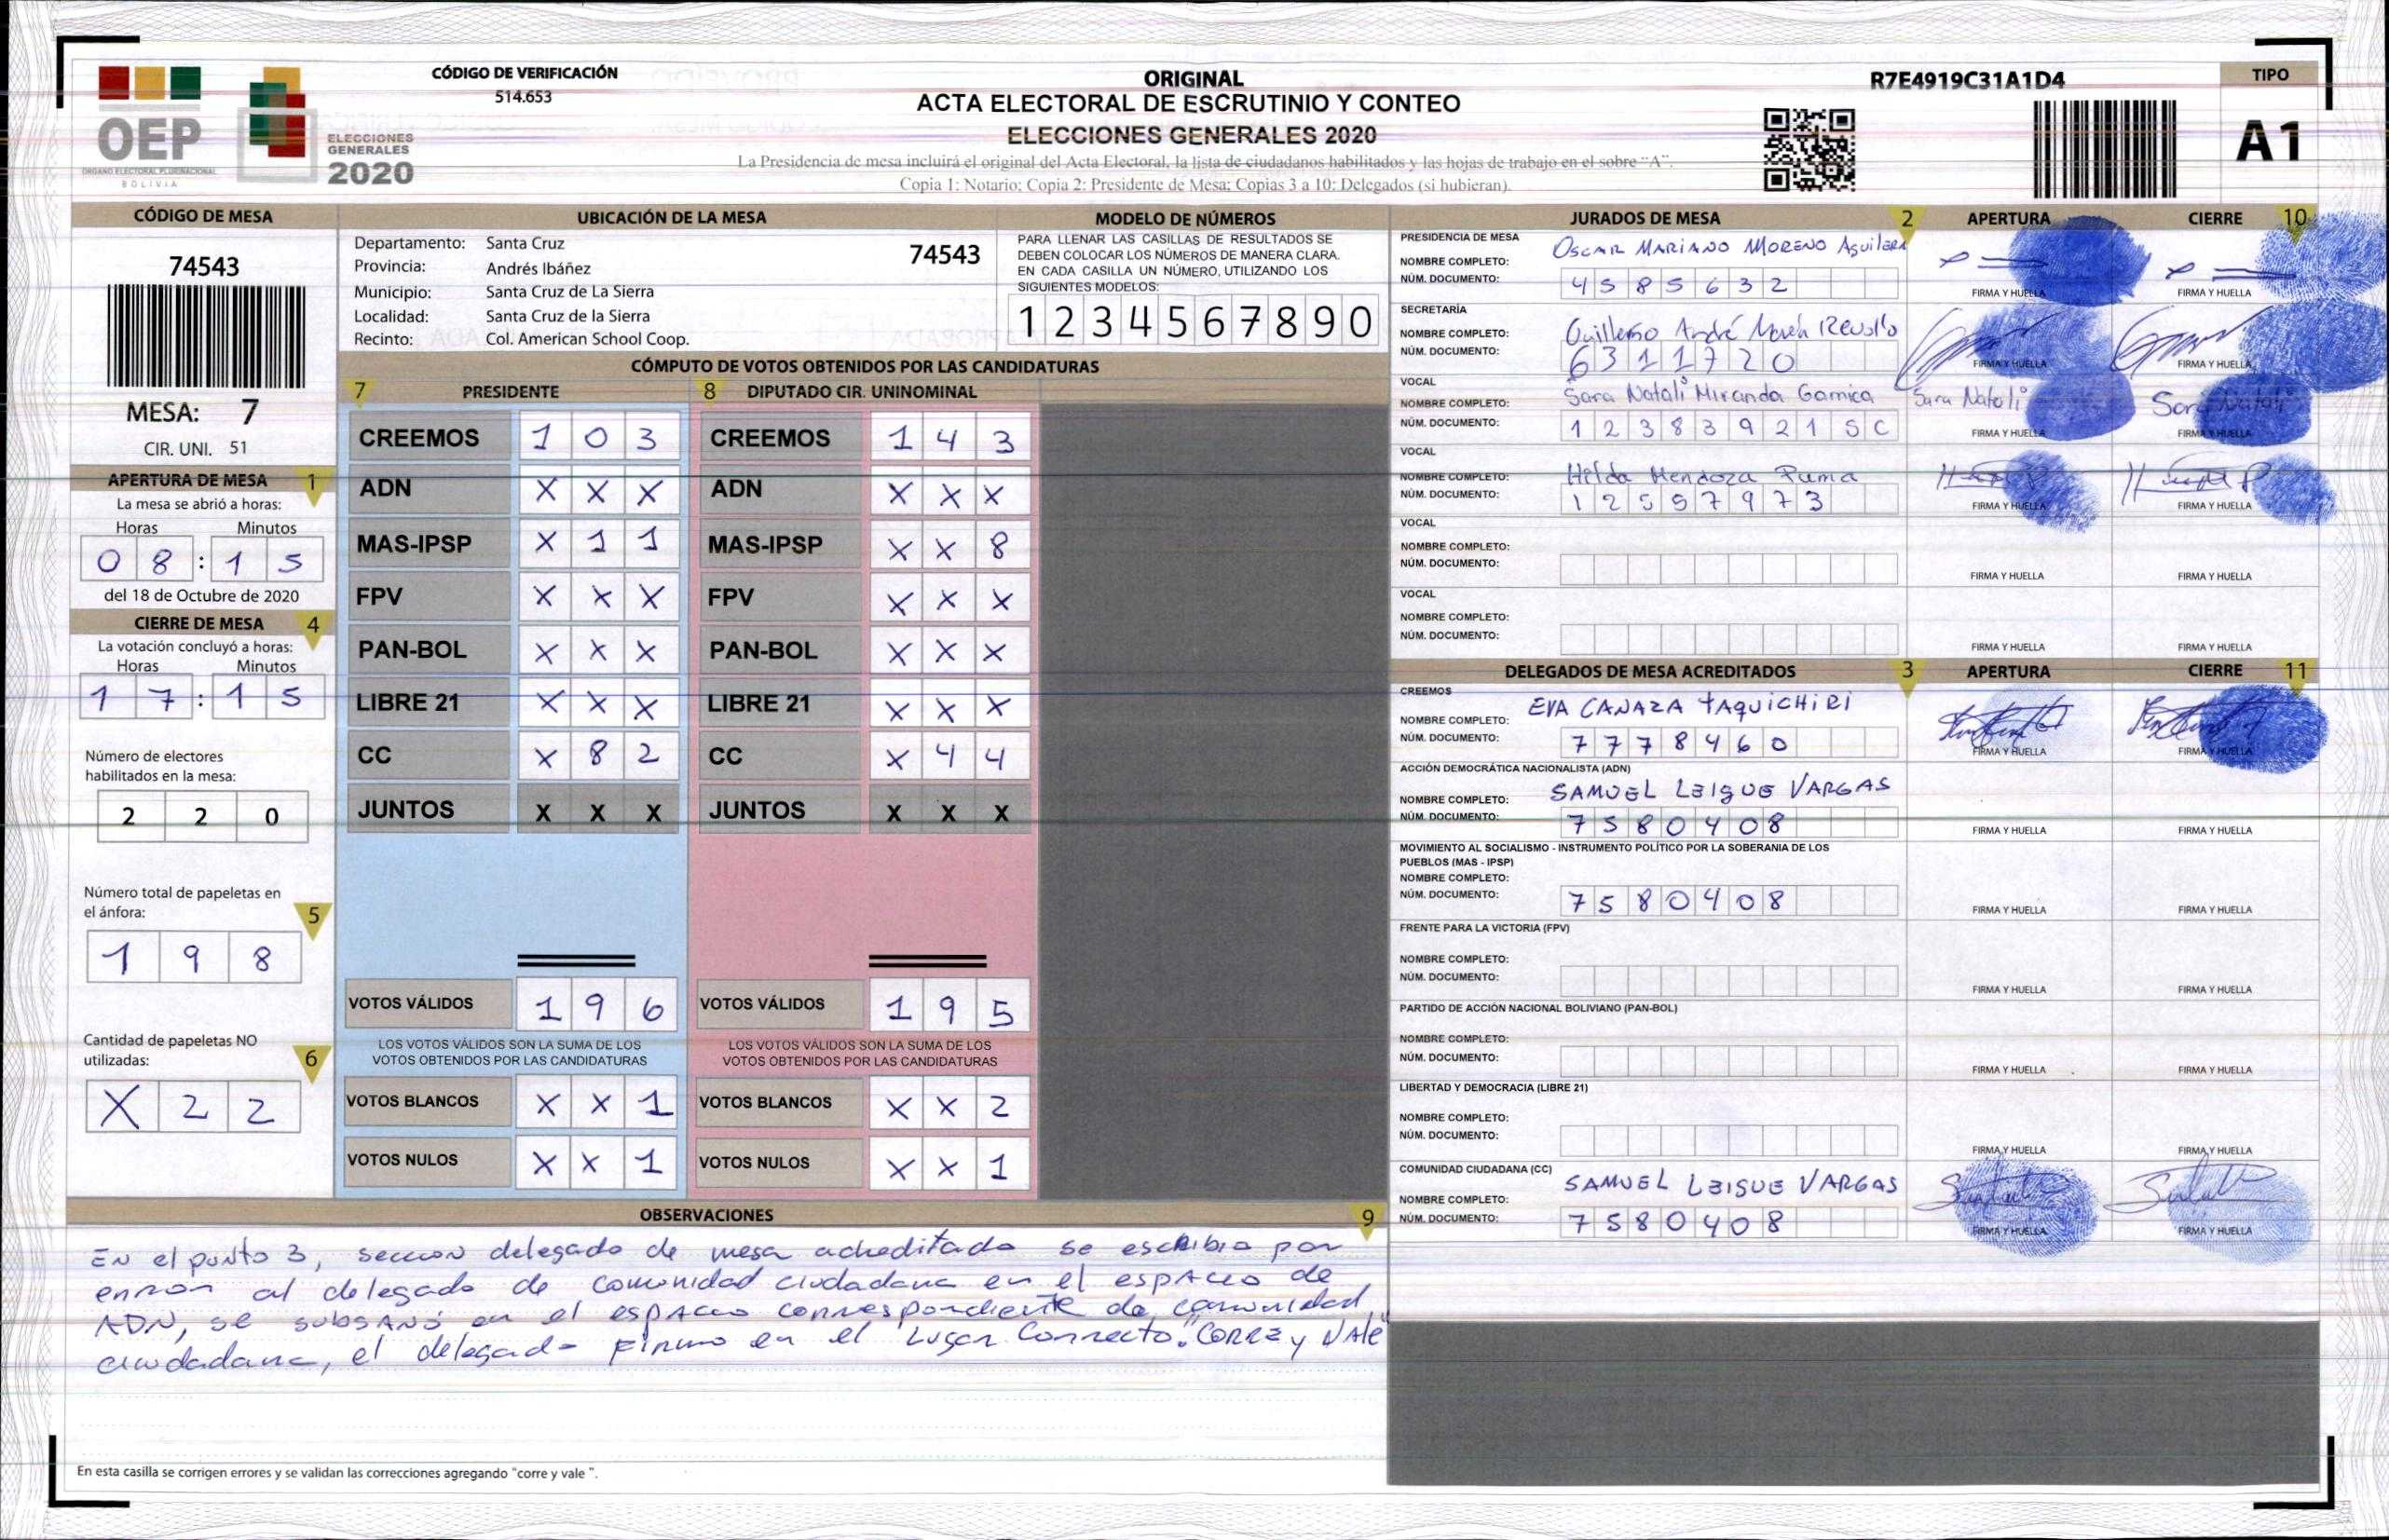 CÓDIGO DE VERIFICACIÓN
514.653
OEP
ÓRGANO ELECTORAL PLURINACIONAL
BOLIVIA
ELECCIONES
GENERALES
2020
ORIGINAL
ACTA ELECTORAL DE ESCRUTINIO Y CONTEO
ELECCIONES GENERALES 2020
La Presidencia de mesa incluirá el original del Acta Electoral, la lista de ciudadanos habilitados y las hojas de trabajo en el sobre "A".
Copia 1: Notario; Copia 2: Presidente de Mesa; Copias 3 a 10: Delegados (si hubieran).
R7E4919C31A1D4
TIPO
A1
CÓDIGO DE MESA
74543
MESA: 7
CIR. UNI. 51
APERTURA DE MESA 1
La mesa se abrió a horas:
Horas Minutos
0 8 : 1 5
del 18 de Octubre de 2020
CIERRE DE MESA 4
La votación concluyó a horas:
Horas Minutos
1 7 : 1 5
Número de electores
habilitados en la mesa:
2 2 0
Número total de papeletas en
el ánfora: 5
1 9 8
Cantidad de papeletas NO
utilizadas: 6
X 2 2
UBICACIÓN DE LA MESA
Departamento: Santa Cruz 74543
Provincia: Andrés Ibáñez
Municipio: Santa Cruz de La Sierra
Localidad: Santa Cruz de la Sierra
Recinto: Col. American School Coop.
MODELO DE NÚMEROS
PARA LLENAR LAS CASILLAS DE RESULTADOS SE
DEBEN COLOCAR LOS NÚMEROS DE MANERA CLARA.
EN CADA CASILLA UN NÚMERO, UTILIZANDO LOS
SIGUIENTES MODELOS:
1 2 3 4 5 6 7 8 9 0
CÓMPUTO DE VOTOS OBTENIDOS POR LAS CANDIDATURAS
7 PRESIDENTE 8 DIPUTADO CIR. UNINOMINAL
CREEMOS 1 0 3 CREEMOS 1 4 3
ADN X X X ADN X X X
MAS-IPSP X 1 1 MAS-IPSP X X 8
FPV X X X FPV X X X
PAN-BOL X X X PAN-BOL X X X
LIBRE 21 X X X LIBRE 21 X X X
CC X 8 2 CC X 4 4
JUNTOS X X X JUNTOS X X X
VOTOS VÁLIDOS 1 9 6 VOTOS VÁLIDOS 1 9 5
LOS VOTOS VÁLIDOS SON LA SUMA DE LOS LOS VOTOS VÁLIDOS SON LA SUMA DE LOS
VOTOS OBTENIDOS POR LAS CANDIDATURAS VOTOS OBTENIDOS POR LAS CANDIDATURAS
VOTOS BLANCOS X X 1 VOTOS BLANCOS X X 2
VOTOS NULOS X X 1 VOTOS NULOS X X 1
OBSERVACIONES 9
EN el punto 3, seccion delegado de mesa acreditado se escribio por
error al delegado de comunidad ciudadana en el espacio de
ADN, se subsanó en el espacio correspondiente de comunidad
ciudadana, el delegado firmo en el Lugar Correcto. "CORRE y VALE"
En esta casilla se corrigen errores y se validan las correcciones agregando "corre y vale ".
JURADOS DE MESA 2 APERTURA CIERRE 10
PRESIDENCIA DE MESA
NOMBRE COMPLETO: OSCAR MARIANO MORENO Aguilera
NÚM. DOCUMENTO: 4 5 8 5 6 3 2
FIRMA Y HUELLA FIRMA Y HUELLA
SECRETARÍA
NOMBRE COMPLETO: Guillermo André
NÚM. DOCUMENTO: 6 3 1 1 7 2 0
FIRMA Y HUELLA FIRMA Y HUELLA
VOCAL
NOMBRE COMPLETO: Sara Natali Miranda Garnica Sara Natali Sara Natali
NÚM. DOCUMENTO: 1 2 3 8 3 9 2 1 S C
FIRMA Y HUELLA FIRMA Y HUELLA
VOCAL
NOMBRE COMPLETO: Hilda Mendoza Puma
NÚM. DOCUMENTO: 1 2 5 5 7 9 7 3
FIRMA Y HUELLA FIRMA Y HUELLA
VOCAL
NOMBRE COMPLETO:
NÚM. DOCUMENTO:
FIRMA Y HUELLA FIRMA Y HUELLA
VOCAL
NOMBRE COMPLETO:
NÚM. DOCUMENTO:
FIRMA Y HUELLA FIRMA Y HUELLA
DELEGADOS DE MESA ACREDITADOS 3 APERTURA CIERRE 11
CREEMOS
NOMBRE COMPLETO: EVA CANAZA TAQUICHIRI
NÚM. DOCUMENTO: 7 7 7 8 4 6 0
FIRMA Y HUELLA FIRMA Y HUELLA
ACCIÓN DEMOCRÁTICA NACIONALISTA (ADN)
NOMBRE COMPLETO: SAMUEL LEIGUE VARGAS
NÚM. DOCUMENTO: 7 5 8 0 4 0 8
FIRMA Y HUELLA FIRMA Y HUELLA
MOVIMIENTO AL SOCIALISMO - INSTRUMENTO POLÍTICO POR LA SOBERANIA DE LOS
PUEBLOS (MAS - IPSP)
NOMBRE COMPLETO:
NÚM. DOCUMENTO: 7 5 8 0 4 0 8
FIRMA Y HUELLA FIRMA Y HUELLA
FRENTE PARA LA VICTORIA (FPV)
NOMBRE COMPLETO:
NÚM. DOCUMENTO:
FIRMA Y HUELLA FIRMA Y HUELLA
PARTIDO DE ACCIÓN NACIONAL BOLIVIANO (PAN-BOL)
NOMBRE COMPLETO:
NÚM. DOCUMENTO:
FIRMA Y HUELLA FIRMA Y HUELLA
LIBERTAD Y DEMOCRACIA (LIBRE 21)
NOMBRE COMPLETO:
NÚM. DOCUMENTO:
FIRMA Y HUELLA FIRMA Y HUELLA
COMUNIDAD CIUDADANA (CC)
NOMBRE COMPLETO: SAMUEL LEIGUE VARGAS
NÚM. DOCUMENTO: 7 5 8 0 4 0 8
FIRMA Y HUELLA FIRMA Y HUELLA